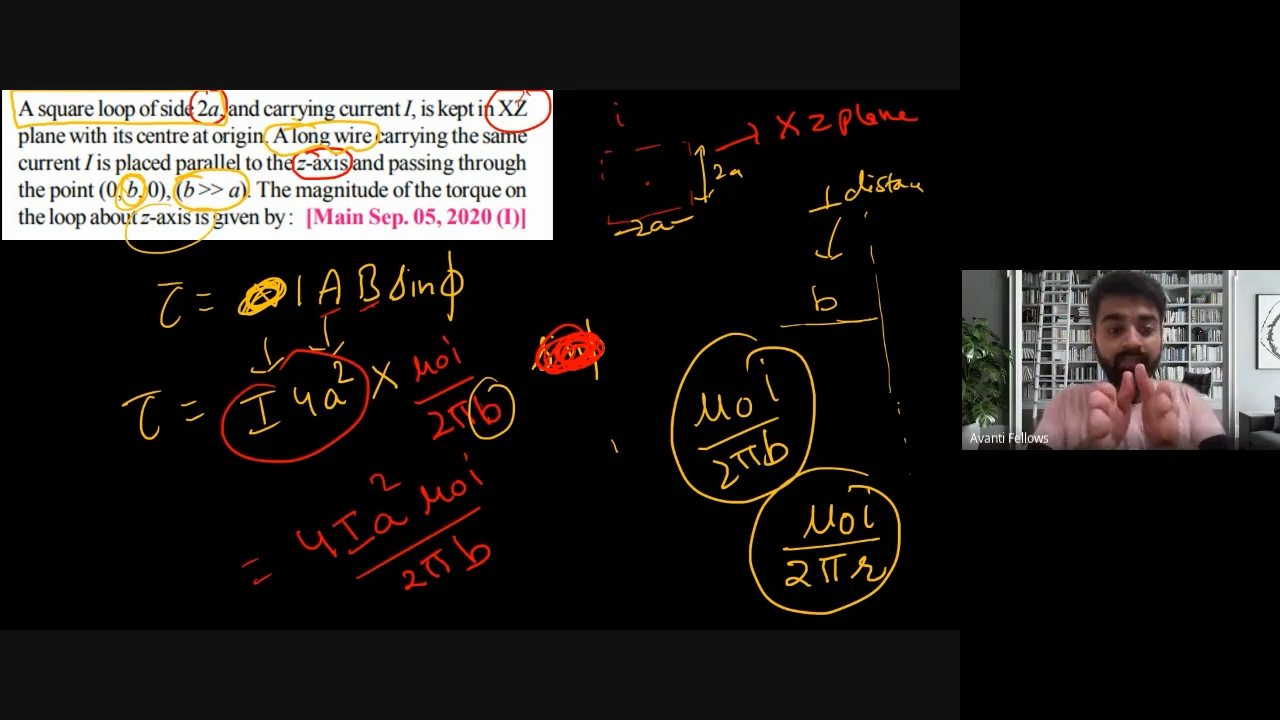 A square loop of side 2a, and carrying current I, is kept in XZ
plane with its centre at origin. A long wire carrying the same
current I is placed parallel to the z-axis and passing through
the point (0, b, 0), (b >> a). The magnitude of the torque on
the loop about z-axis is given by: [Main Sep. 05, 2020 (I)]
i
→ X Z plane
2a
2a
⊥ distan
b
τ = I A B sin ϕ
τ = I 4a² × μ0i / 2πb
= 4Ia² μ0i / 2πb
μ0i / 2πb
μ0i / 2πr
Avanti Fellows